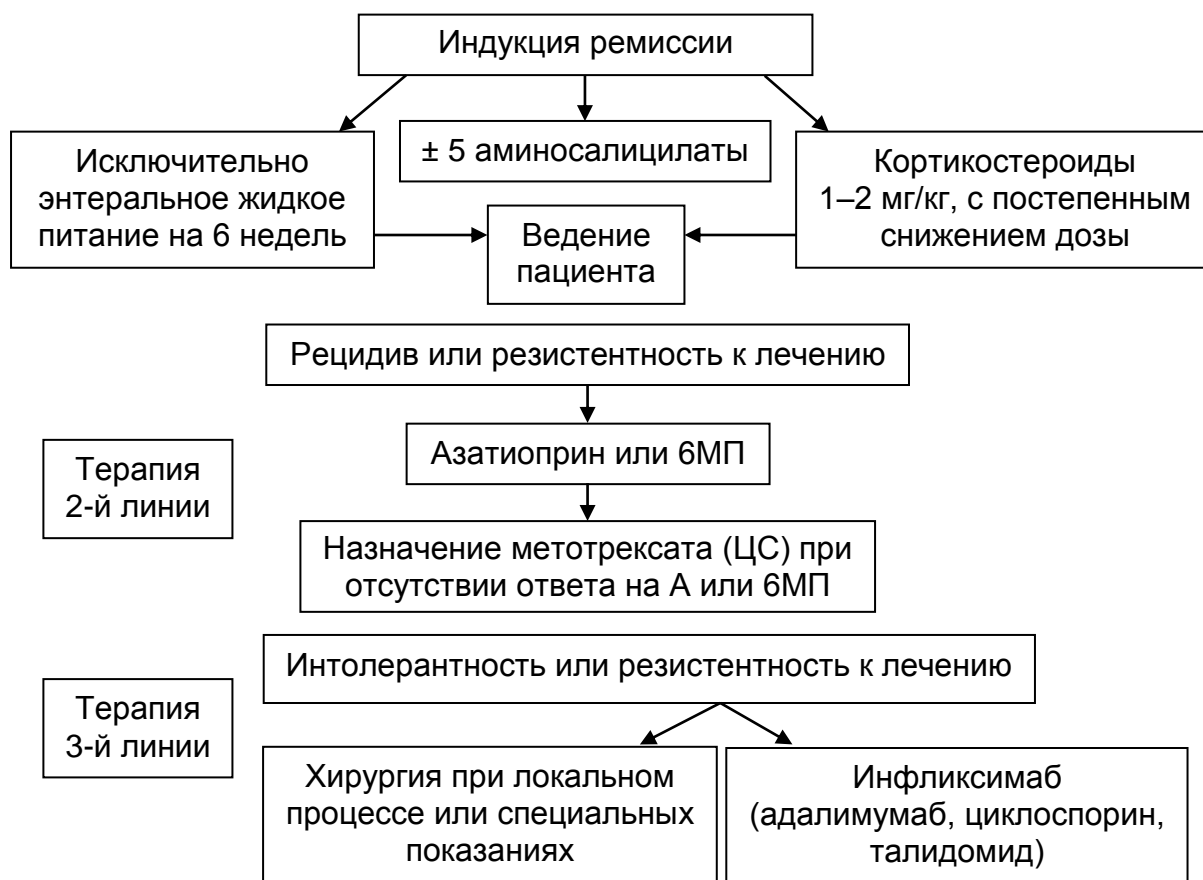 Индукция ремиссии
Исключительно
энтеральное жидкое
питание на 6 недель
± 5 аминосалицилаты
Кортикостероиды
1–2 мг/кг, с постепенным
снижением дозы
Ведение
пациента
Рецидив или резистентность к лечению
Терапия
2-й линии
Азатиоприн или 6МП
Назначение метотрексата (ЦС) при
отсутствии ответа на А или 6МП
Интолерантность или резистентность к лечению
Терапия
3-й линии
Хирургия при локальном
процессе или специальных
показаниях
Инфликсимаб
(адалимумаб, циклоспорин,
талидомид)